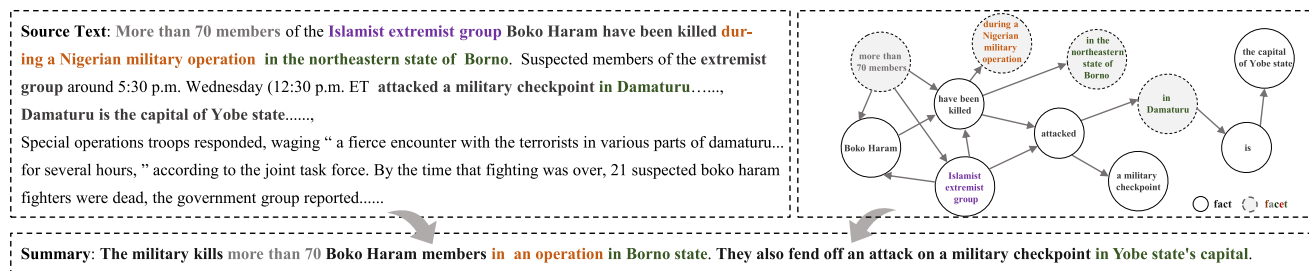 Source Text: More than 70 members of the Islamist extremist group Boko Haram have been killed dur-
ing a Nigerian military operation in the northeastern state of Borno. Suspected members of the extremist
group around 5:30 p.m. Wednesday (12:30 p.m. ET attacked a military checkpoint in Damaturu…...,
Damaturu is the capital of Yobe state......,
Special operations troops responded, waging “ a fierce encounter with the terrorists in various parts of damaturu...
for several hours, ” according to the joint task force. By the time that fighting was over, 21 suspected boko haram
fighters were dead, the government group reported......
more than
70 members
during a
Nigerian
military
operation
in the
northeastern
state of
Borno
the capital
of Yobe state
have been
killed
in
Damaturu
Boko Haram
attacked
is
Islamist
extremist
group
a military
checkpoint
fact
facet
Summary: The military kills more than 70 Boko Haram members in an operation in Borno state. They also fend off an attack on a military checkpoint in Yobe state's capital.